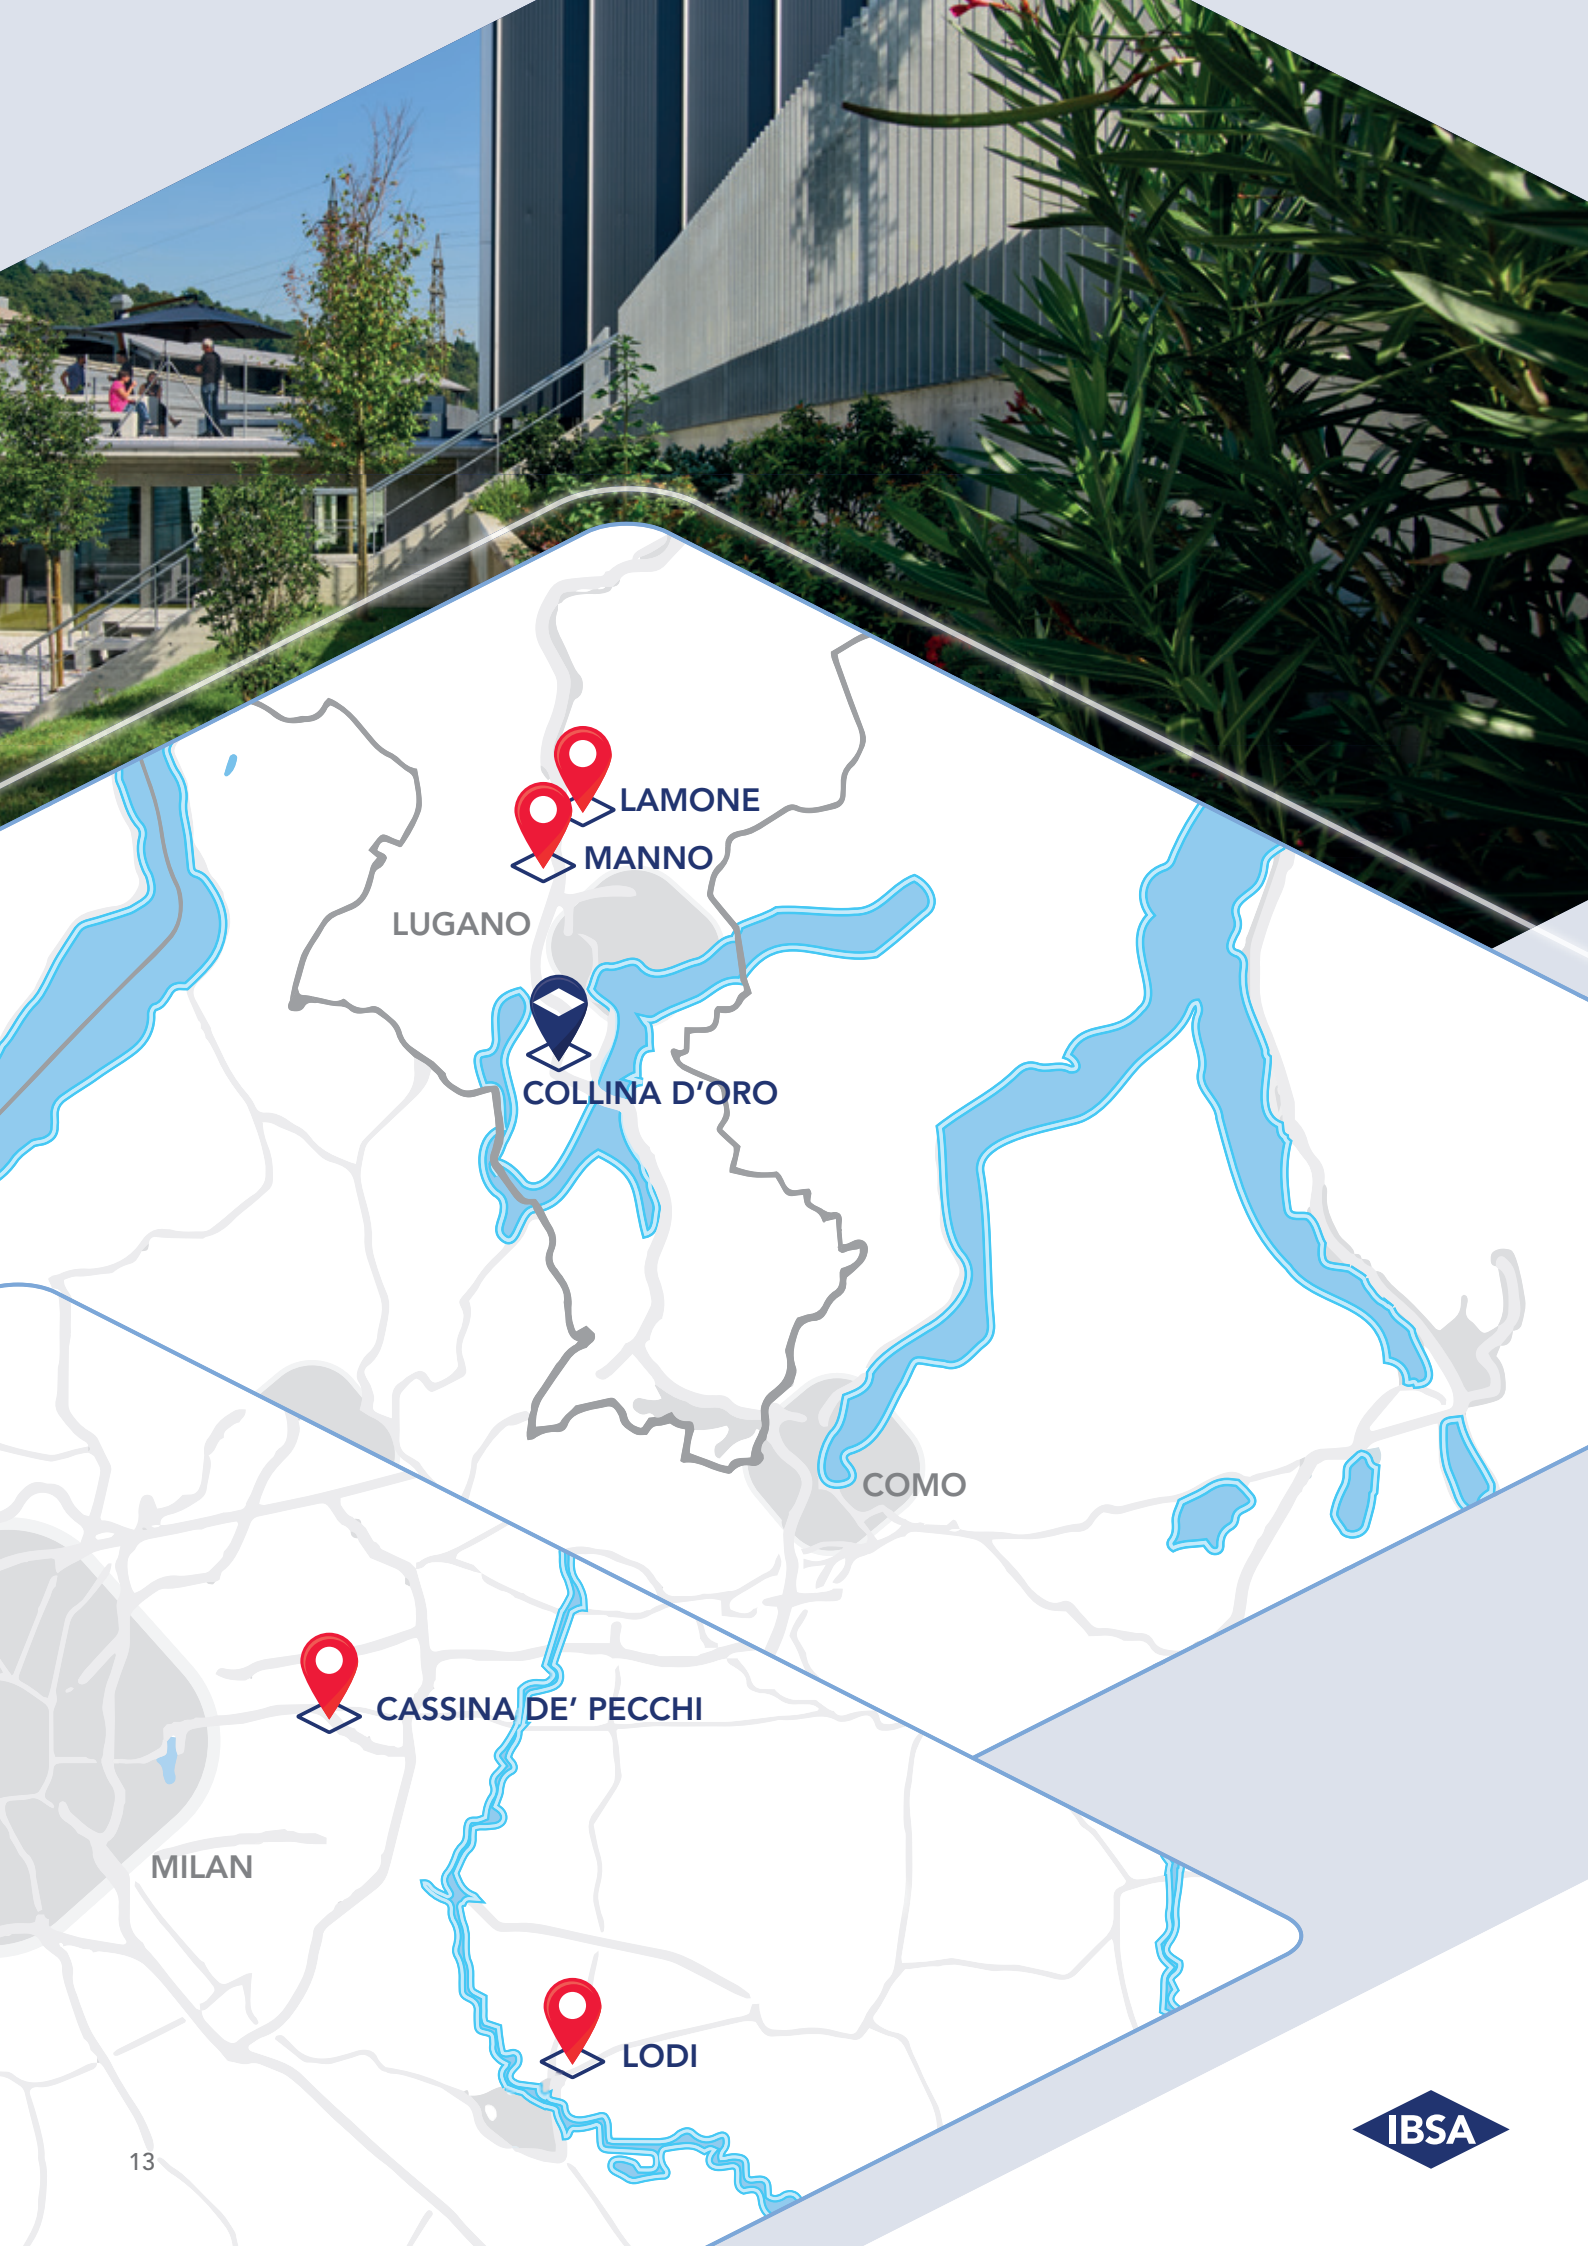 LAMONE
MANNO
LUGANO
COLLINA D’ORO
COMO
CASSINA DE’ PECCHI
MILAN
LODI
IBSA
13